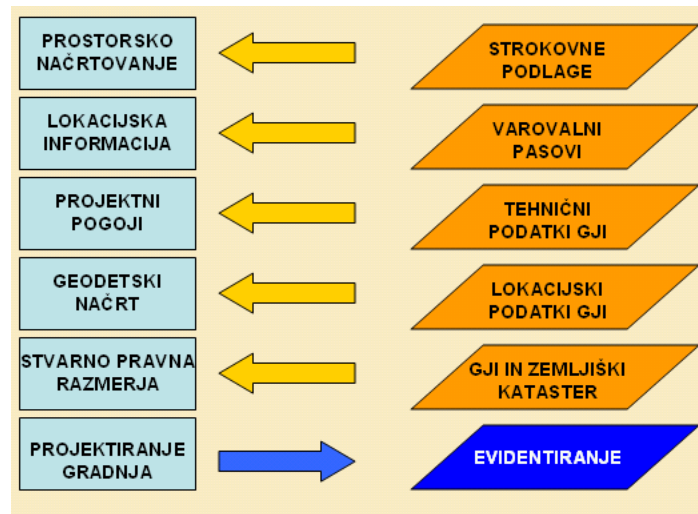 PROSTORSKO
NAČRTOVANJE
STROKOVNE
PODLAGE
LOKACIJSKA
INFORMACIJA
VAROVALNI
PASOVI
PROJEKTNI
POGOJI
TEHNIČNI
PODATKI GJI
GEODETSKI
NAČRT
LOKACIJSKI
PODATKI GJI
STVARNO PRAVNA
RAZMERJA
GJI IN ZEMLJIŠKI
KATASTER
PROJEKTIRANJE
GRADNJA
EVIDENTIRANJE